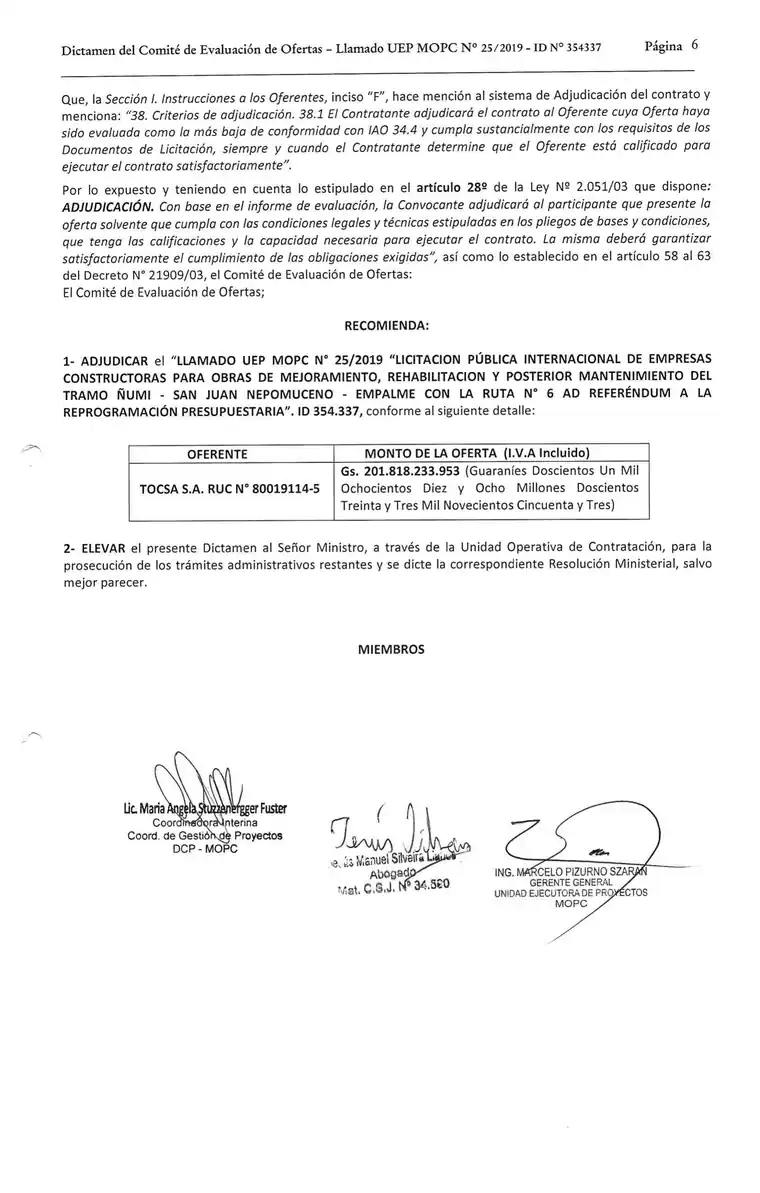 Dictamen del Comité de Evaluación de Ofertas – Llamado UEP MOPC Nº 25/2019 - ID Nº 354337 Página 6
Que, la Sección I. Instrucciones a los Oferentes, inciso "F", hace mención al sistema de Adjudicación del contrato y
menciona: "38. Criterios de adjudicación. 38.1 El Contratante adjudicará el contrato al Oferente cuya Oferta haya
sido evaluada como la más baja de conformidad con IAO 34.4 y cumpla sustancialmente con los requisitos de los
Documentos de Licitación, siempre y cuando el Contratante determine que el Oferente está calificado para
ejecutar el contrato satisfactoriamente".
Por lo expuesto y teniendo en cuenta lo estipulado en el artículo 28º de la Ley Nº 2.051/03 que dispone:
ADJUDICACIÓN. Con base en el informe de evaluación, la Convocante adjudicará al participante que presente la
oferta solvente que cumpla con las condiciones legales y técnicas estipuladas en los pliegos de bases y condiciones,
que tenga las calificaciones y la capacidad necesaria para ejecutar el contrato. La misma deberá garantizar
satisfactoriamente el cumplimiento de las obligaciones exigidas", así como lo establecido en el artículo 58 al 63
del Decreto N° 21909/03, el Comité de Evaluación de Ofertas:
El Comité de Evaluación de Ofertas;
RECOMIENDA:
1- ADJUDICAR el "LLAMADO UEP MOPC N° 25/2019 "LICITACION PÚBLICA INTERNACIONAL DE EMPRESAS
CONSTRUCTORAS PARA OBRAS DE MEJORAMIENTO, REHABILITACION Y POSTERIOR MANTENIMIENTO DEL
TRAMO ÑUMI - SAN JUAN NEPOMUCENO - EMPALME CON LA RUTA N° 6 AD REFERÉNDUM A LA
REPROGRAMACIÓN PRESUPUESTARIA". ID 354.337, conforme al siguiente detalle:
OFERENTE MONTO DE LA OFERTA (I.V.A Incluido)
TOCSA S.A. RUC N° 80019114-5
Gs. 201.818.233.953 (Guaraníes Doscientos Un Mil
Ochocientos Diez y Ocho Millones Doscientos
Treinta y Tres Mil Novecientos Cincuenta y Tres)
2- ELEVAR el presente Dictamen al Señor Ministro, a través de la Unidad Operativa de Contratación, para la
prosecución de los trámites administrativos restantes y se dicte la correspondiente Resolución Ministerial, salvo
mejor parecer.
MIEMBROS
Lic. Maria Angela Stuzzenergger Fuster
Coordinadora Interina
Coord. de Gestión de Proyectos
DCP - MOPC
Manuel Silveira
Abogado
Mat. C.S.J. Nº 34.580
ING. MARCELO PIZURNO SZARÁN
GERENTE GENERAL
UNIDAD EJECUTORA DE PROYECTOS
MOPC